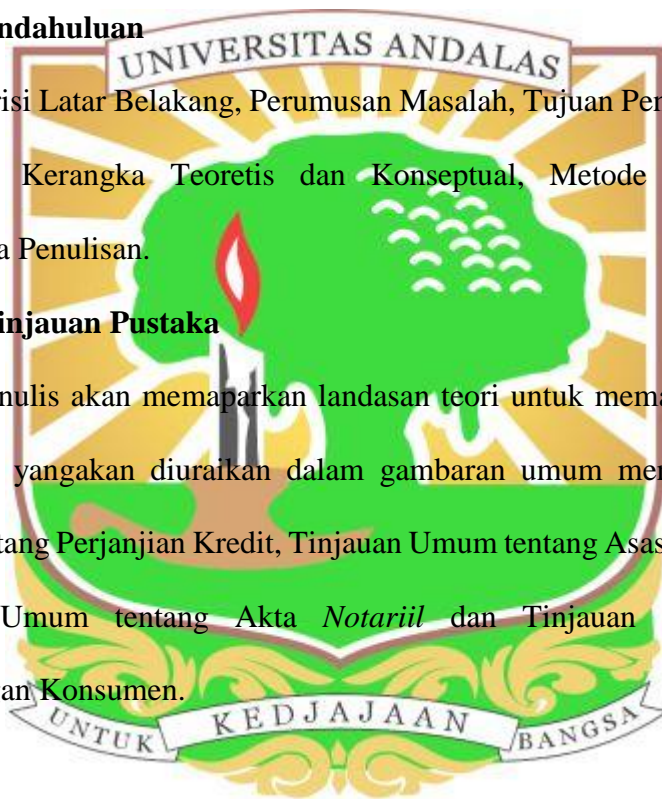 ndahuluan
UNIVERSITAS ANDALAS
risi Latar Belakang, Perumusan Masalah, Tujuan Pen
Kerangka Teoretis dan Konseptual, Metode
a Penulisan.
injauan Pustaka
nulis akan memaparkan landasan teori untuk mema
yangakan diuraikan dalam gambaran umum men
tang Perjanjian Kredit, Tinjauan Umum tentang Asas
Umum tentang Akta Notariil dan Tinjauan
an Konsumen.
UNTUK KEDJAJAAN BANGSA